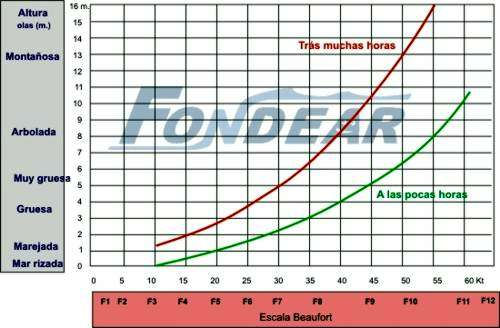 Altura
olas (m.)
Montañosa
Arbolada
Muy gruesa
Gruesa
Marejada
Mar rizada
16 m.
15
14
13
12
11
10
9
8
7
6
5
4
3
2
1
0
Trás muchas horas
FONDEAR
A las pocas horas
0 5 10 15 20 25 30 35 40 45 50 55 60 Kt
F1 F2 F3 F4 F5 F6 F7 F8 F9 F10 F11 F12
Escala Beaufort